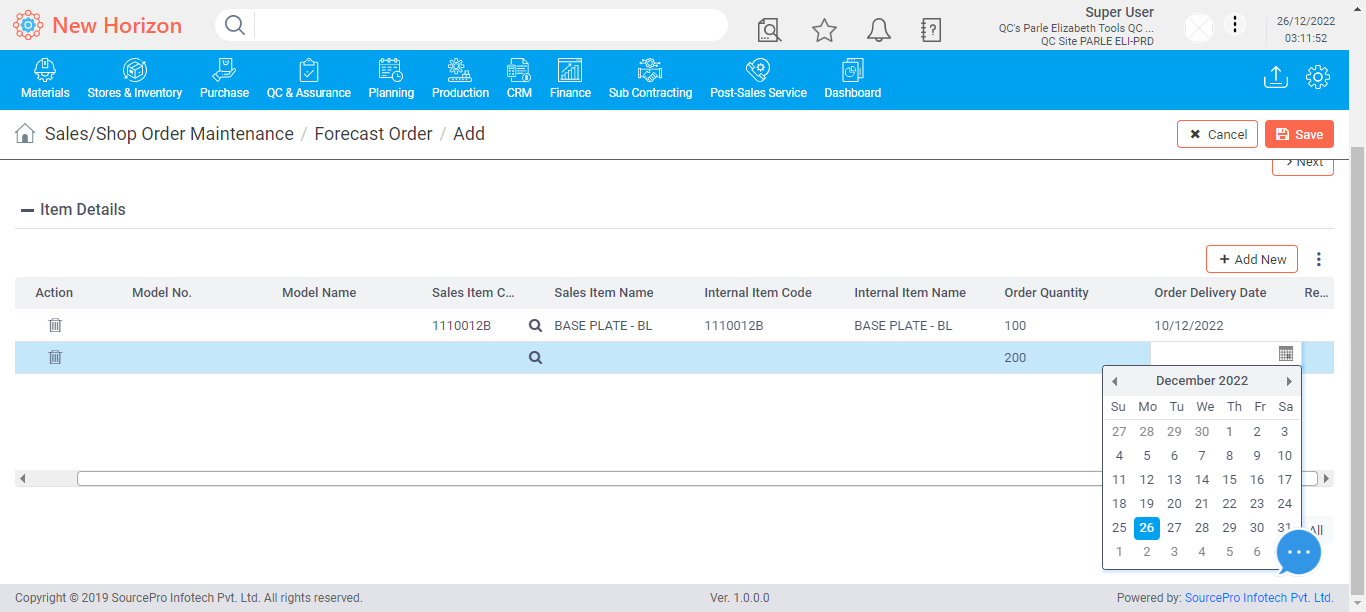 New Horizon
Super User
QC's Parle Elizabeth Tools QC ...
QC Site PARLE ELI-PRD
26/12/2022
03:11:52
Materials Stores & Inventory Purchase QC & Assurance Planning Production CRM Finance Sub Contracting Post-Sales Service Dashboard
Sales/Shop Order Maintenance / Forecast Order / Add
Cancel Save
Next
Item Details
+ Add New
Action Model No. Model Name Sales Item C... Sales Item Name Internal Item Code Internal Item Name Order Quantity Order Delivery Date Re...
1110012B BASE PLATE - BL 1110012B BASE PLATE - BL 100 10/12/2022
200
December 2022
Su Mo Tu We Th Fr Sa
27 28 29 30 1 2 3
4 5 6 7 8 9 10
11 12 13 14 15 16 17
18 19 20 21 22 23 24
25 26 27 28 29 30 31
1 2 3 4 5 6
All
Copyright © 2019 SourcePro Infotech Pvt. Ltd. All rights reserved. Ver. 1.0.0.0 Powered by: SourcePro Infotech Pvt. Ltd.